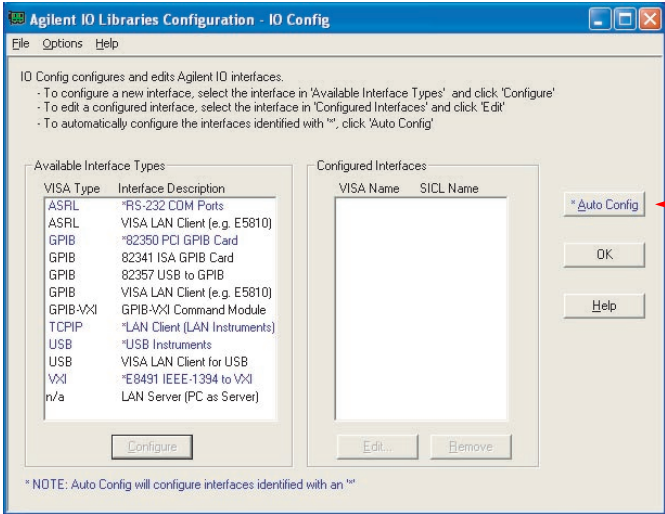 Agilent IO Libraries Configuration - IO Config
File Options Help
IO Config configures and edits Agilent IO interfaces.
- To configure a new interface, select the interface in 'Available Interface Types' and click 'Configure'
- To edit a configured interface, select the interface in 'Configured Interfaces' and click 'Edit'
- To automatically configure the interfaces identified with '*', click 'Auto Config'
Available Interface Types
VISA Type Interface Description
ASRL *RS-232 COM Ports
ASRL VISA LAN Client (e.g. E5810)
GPIB *82350 PCI GPIB Card
GPIB 82341 ISA GPIB Card
GPIB 82357 USB to GPIB
GPIB VISA LAN Client (e.g. E5810)
GPIB-VXI GPIB-VXI Command Module
TCPIP *LAN Client (LAN Instruments)
USB *USB Instruments
USB VISA LAN Client for USB
VXI *E8491 IEEE-1394 to VXI
n/a LAN Server (PC as Server)
Configure
Configured Interfaces
VISA Name SICL Name
Edit... Remove
* Auto Config
OK
Help
* NOTE: Auto Config will configure interfaces identified with an '*'